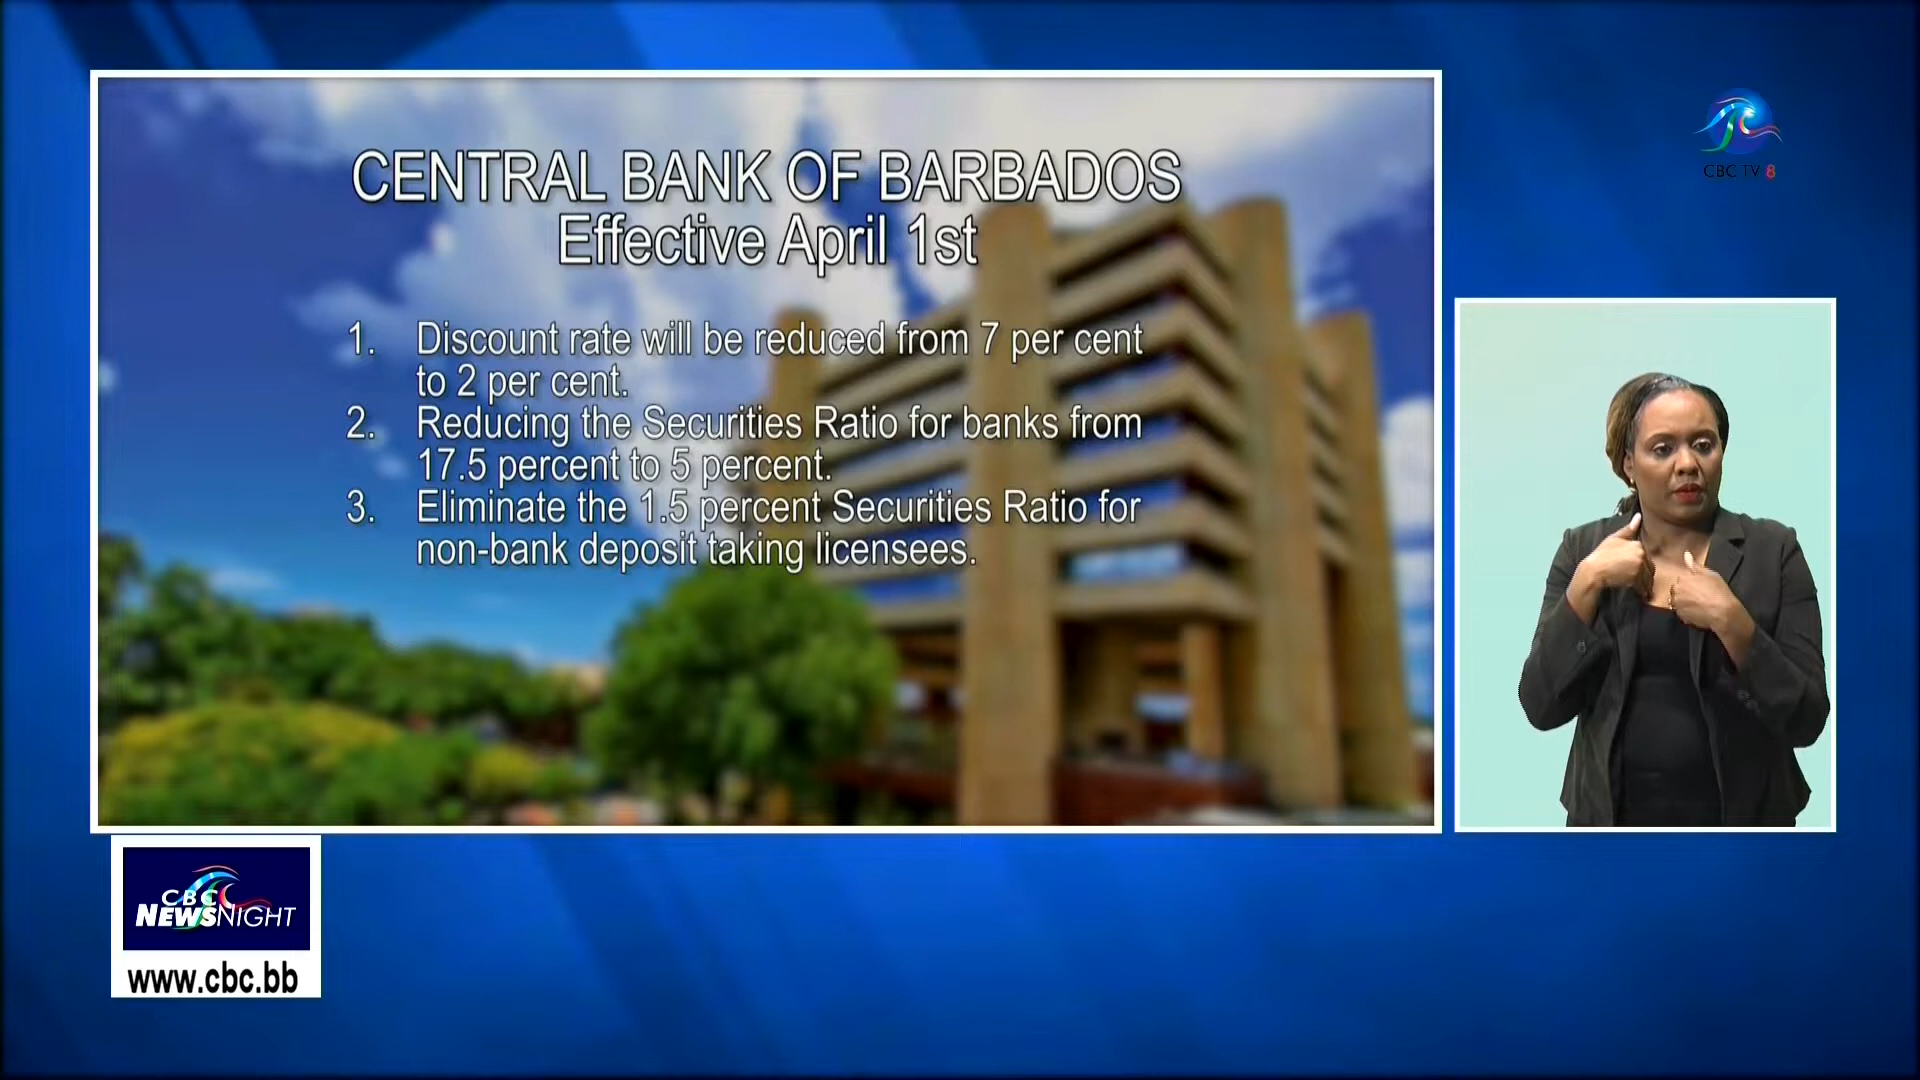 CENTRAL BANK OF BARBADOS
Effective April 1st
1. Discount rate will be reduced from 7 per cent
to 2 per cent.
2. Reducing the Securities Ratio for banks from
17.5 percent to 5 percent.
3. Eliminate the 1.5 percent Securities Ratio for
non-bank deposit taking licensees.
CBC TV 8
CBC
NEWSNIGHT
www.cbc.bb